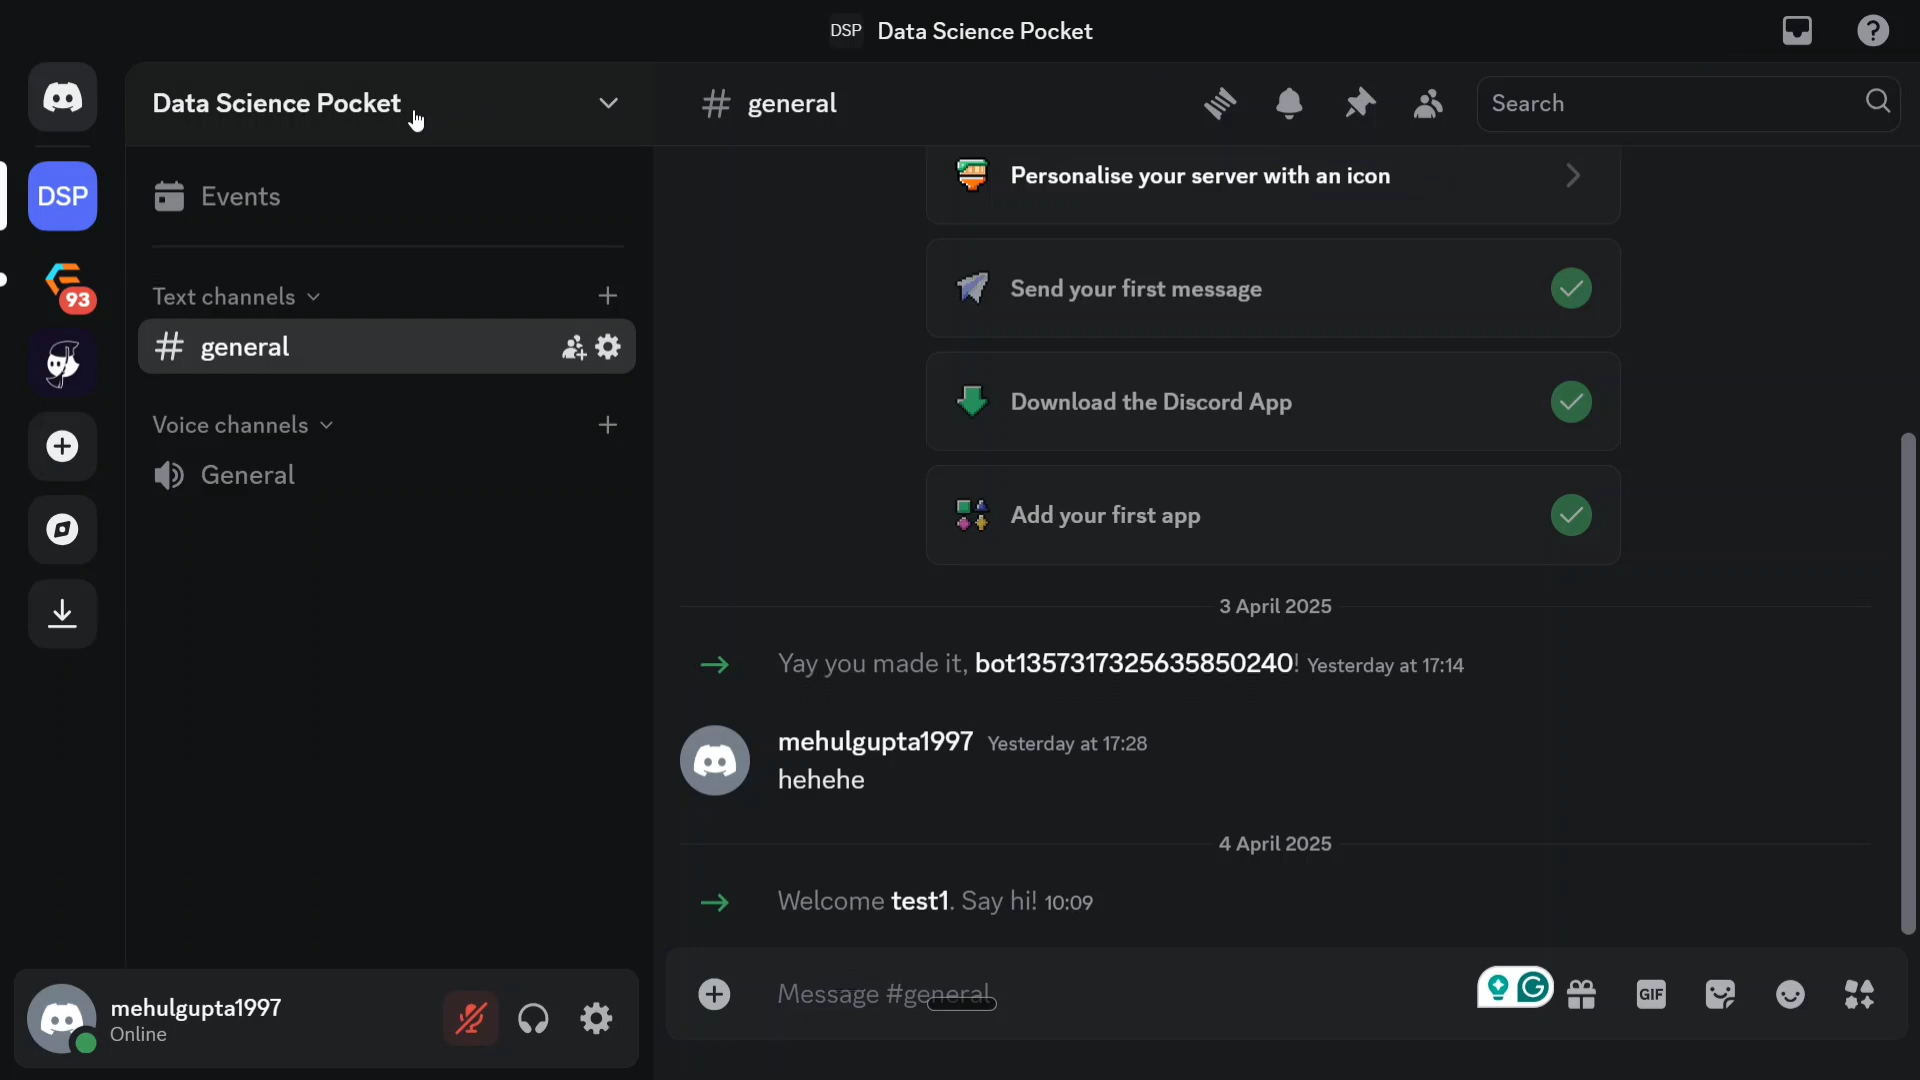 DSP Data Science Pocket
Data Science Pocket
# general
Search
DSP
Events
93
Text channels
# general
Voice channels
General
Personalise your server with an icon
Send your first message
Download the Discord App
Add your first app
3 April 2025
Yay you made it, bot1357317325635850240! Yesterday at 17:14
mehulgupta1997 Yesterday at 17:28
hehehe
4 April 2025
Welcome test1. Say hi! 10:09
Message #general
GIF
mehulgupta1997
Online